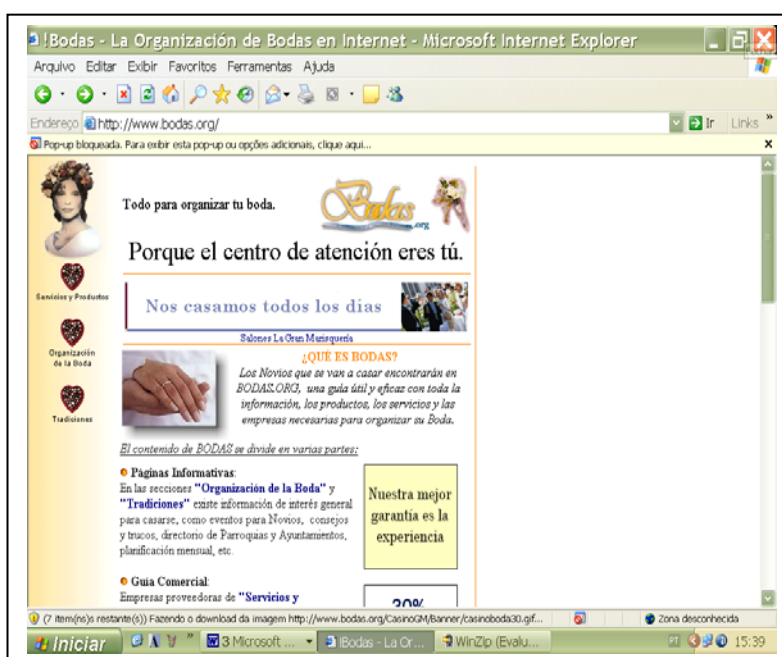 !Bodas - La Organización de Bodas en Internet - Microsoft Internet Explorer
Arquivo Editar Exibir Favoritos Ferramentas Ajuda
Endereço http://www.bodas.org/ Ir Links »
Pop-up bloqueada. Para exibir esta pop-up ou opções adicionais, clique aqui...
Todo para organizar tu boda.
Bodas
.org
Porque el centro de atención eres tú.
Servicios y Productos
Nos casamos todos los dias
Salones La Gran Marisquería
Organización
de la Boda
¿QUÉ ES BODAS?
Los Novios que se van a casar encontrarán en
BODAS.ORG, una guía útil y eficaz con toda la
información, los productos, los servicios y las
empresas necesarias para organizar su Boda.
Tradiciones
El contenido de BODAS se divide en varias partes:
Páginas Informativas:
En las secciones "Organización de la Boda" y
"Tradiciones" existe información de interés general
para casarse, como eventos para Novios, consejos
y trucos, directorio de Parroquias y Ayuntamientos,
planificación mensual, etc.
Nuestra mejor
garantía es la
experiencia
Guía Comercial:
Empresas proveedoras de "Servicios y
30%
(7 item(ns) restante(s)) Fazendo o download da imagem http://www.bodas.org/CasinoGM/Banner/casinoboda30.gif... Zona desconhecida
Iniciar » 3 Microsoft ... !Bodas - La Or... WinZip (Evalu... PT 15:39